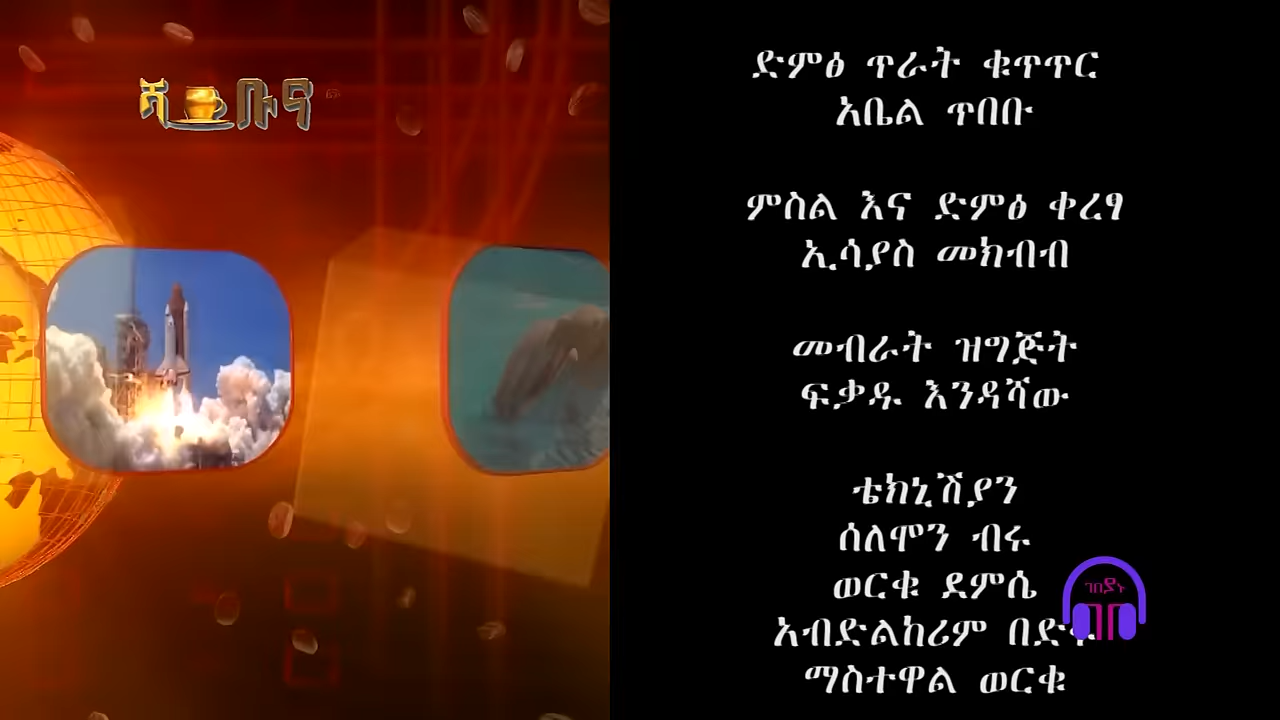 ሻይ ቡና
ድምፅ ጥራት ቁጥጥር
አቤል ጥበቡ
ምስል እና ድምፅ ቀረፃ
ኢሳያስ መክብብ
መብራት ዝግጅት
ፍቃዱ እንዳሻው
ቴክኒሽያን
ሰለሞን ብሩ
ወርቁ ደምሴ
አብድልከሪም
ማስተዋል ወርቁ